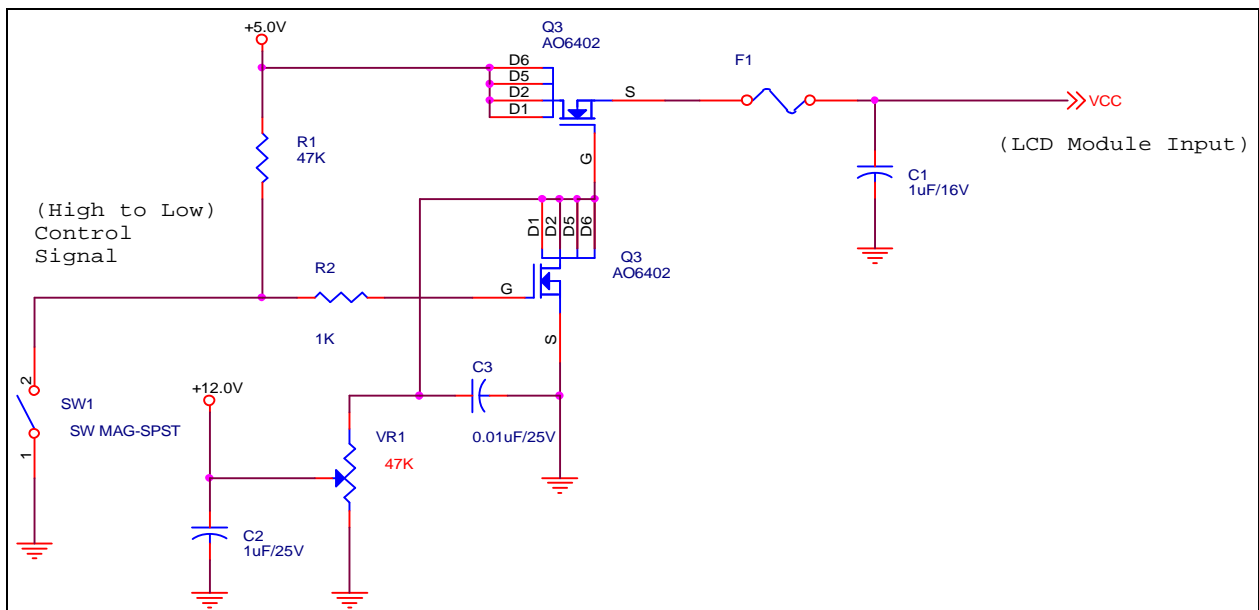 +5.0V
Q3
AO6402
D6
D5
D2
D1
S
G
F1
VCC
(LCD Module Input)
R1
47K
C1
1uF/16V
(High to Low)
Control
Signal
D1
D2
D5
D6
Q3
AO6402
R2
1K
G
S
C3
0.01uF/25V
2
SW1
SW MAG-SPST
1
+12.0V
VR1
47K
C2
1uF/25V